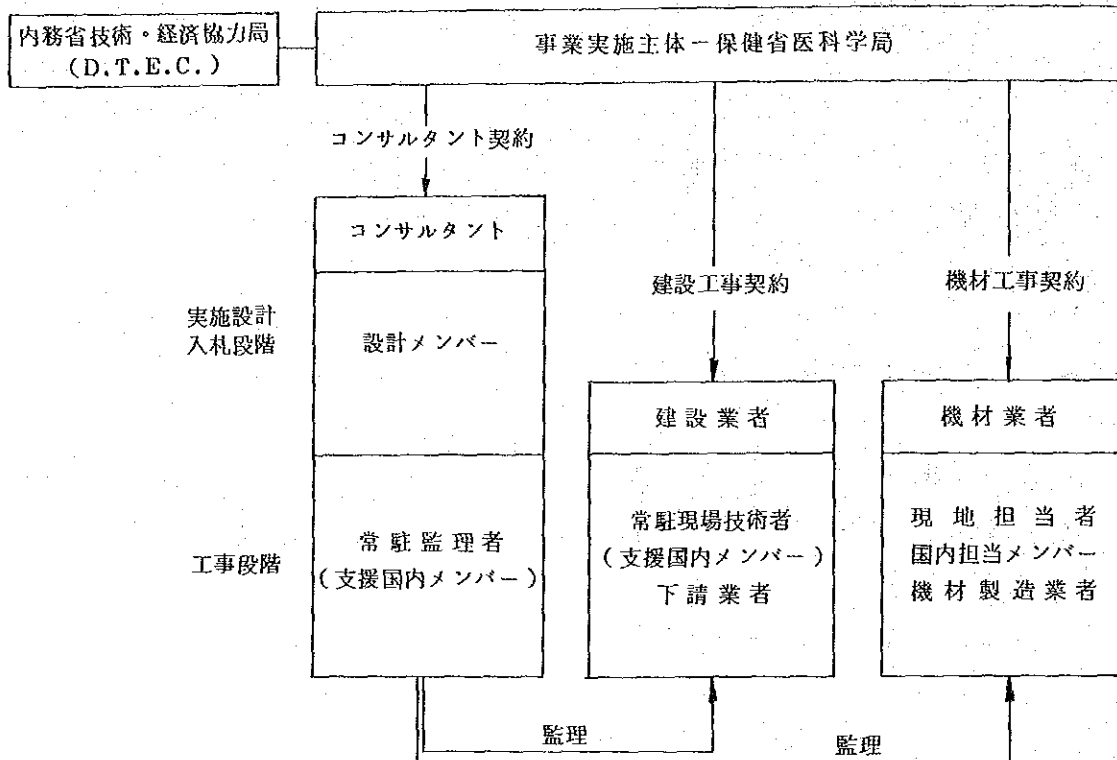 内務省技術・経済協力局
(D.T.E.C.)
事業実施主体－保健省医科学局
コンサルタント契約
コンサルタント
建設工事契約
機材工事契約
実施設計
入札段階
設計メンバー
建設業者
機材業者
工事段階
常駐監理者
(支援国内メンバー)
常駐現場技術者
(支援国内メンバー)
下請業者
現地担当者
国内担当メンバー
機材製造業者
監理
監理